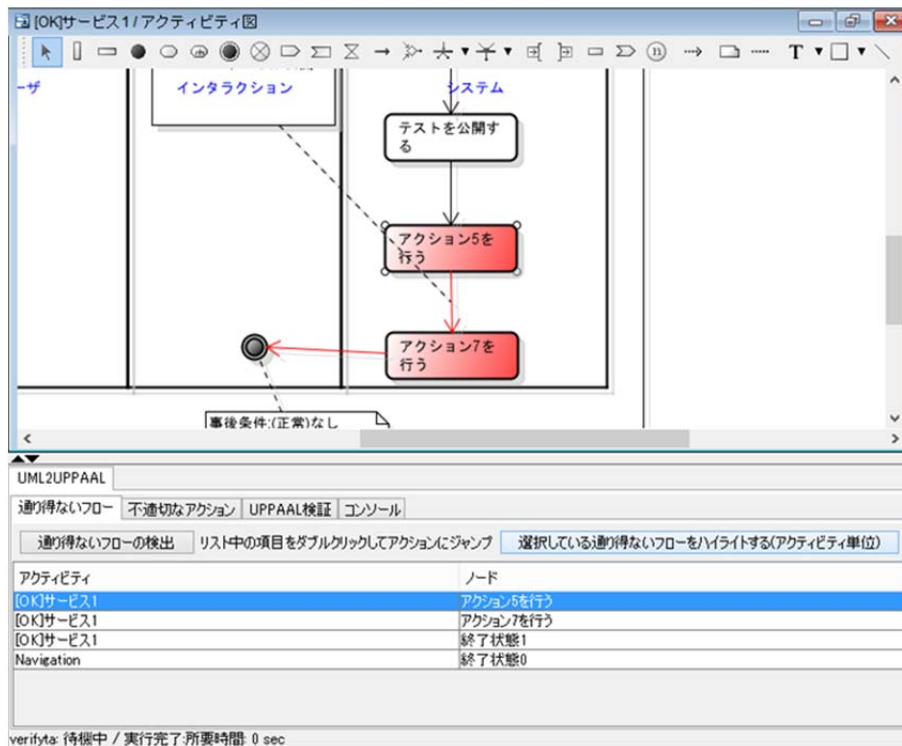 [OK]サービス1/アクティビティ図
n T
ーザ インタラクション システム
テストを公開す
る
アクション5を
行う
アクション7を
行う
事後条件:(正常)なし
UML2UPPAAL
通り得ないフロー 不適切なアクション UPPAAL検証 コンソール
通り得ないフローの検出 リスト中の項目をダブルクリックしてアクションにジャンプ 選択している通り得ないフローをハイライトする(アクティビティ単位)
アクティビティ ノード
[OK]サービス1 アクション5を行う
[OK]サービス1 アクション7を行う
[OK]サービス1 終了状態1
Navigation 終了状態0
verifyta: 待機中 / 実行完了:所要時間: 0 sec